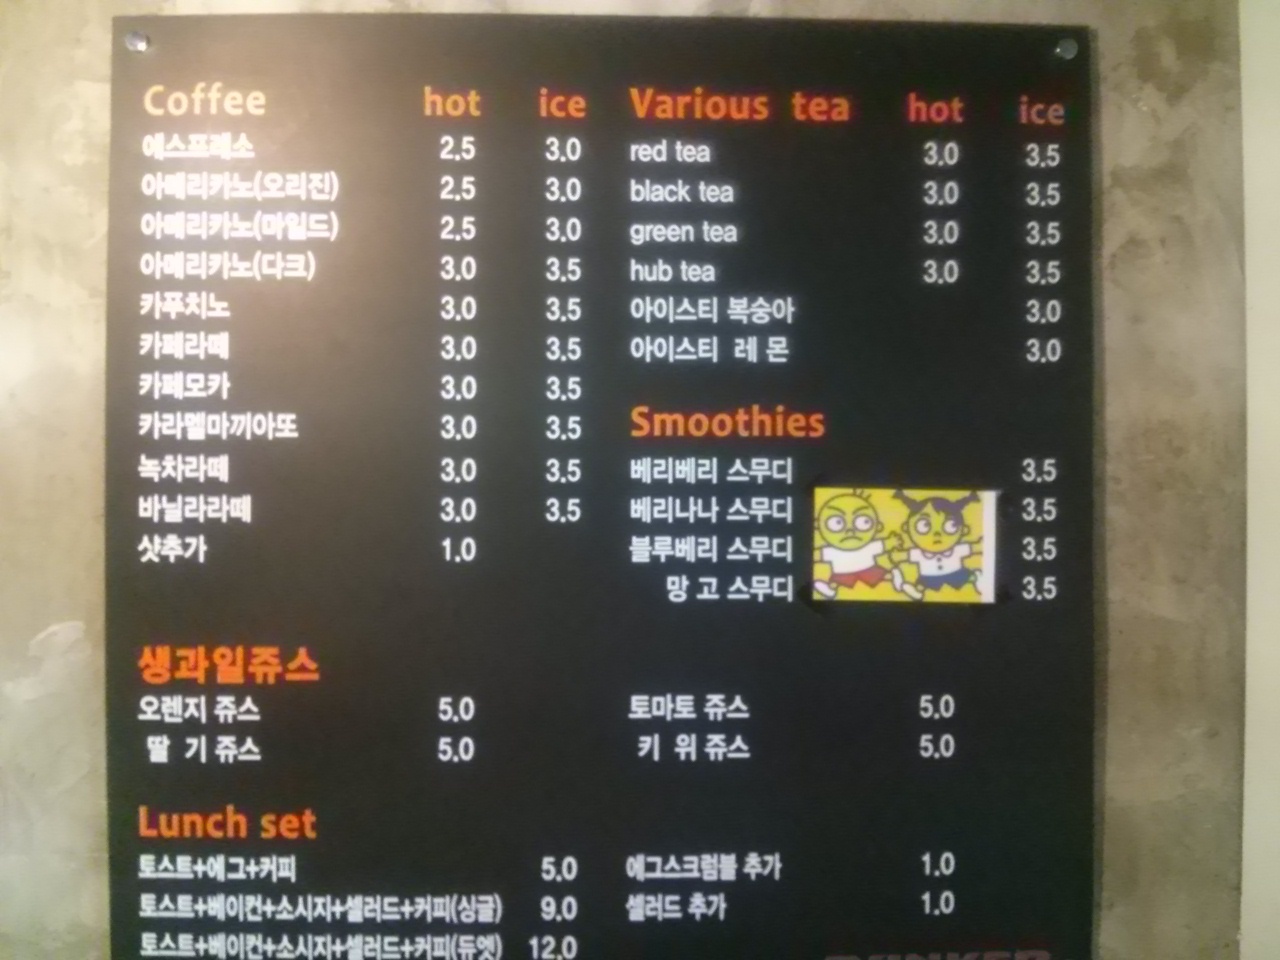 Coffee hot ice
에스프레소 2.5 3.0
아메리카노(오리진) 2.5 3.0
아메리카노(마일드) 2.5 3.0
아메리카노(다크) 3.0 3.5
카푸치노 3.0 3.5
카페라떼 3.0 3.5
카페모카 3.0 3.5
카라멜마끼아또 3.0 3.5
녹차라떼 3.0 3.5
바닐라라떼 3.0 3.5
샷추가 1.0
Various tea hot ice
red tea 3.0 3.5
black tea 3.0 3.5
green tea 3.0 3.5
hub tea 3.0 3.5
아이스티 복숭아 3.0
아이스티 레 몬 3.0
Smoothies
베리베리 스무디 3.5
베리나나 스무디 3.5
블루베리 스무디 3.5
망 고 스무디 3.5
생과일쥬스
오렌지 쥬스 5.0
딸 기 쥬스 5.0
토마토 쥬스 5.0
키 위 쥬스 5.0
Lunch set
토스트+에그+커피 5.0
토스트+베이컨+소시지+셀러드+커피(싱글) 9.0
토스트+베이컨+소시지+셀러드+커피(듀엣) 12.0
에그스크럼블 추가 1.0
셀러드 추가 1.0